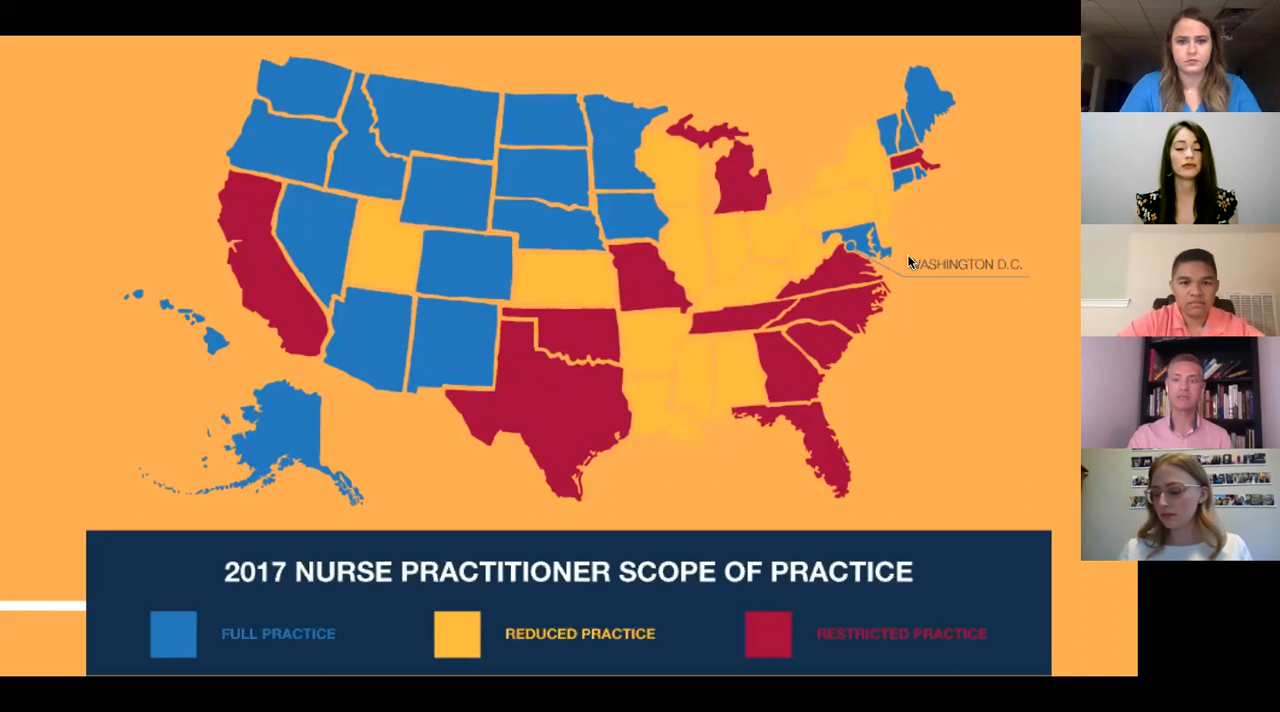 WASHINGTON D.C.
2017 NURSE PRACTITIONER SCOPE OF PRACTICE
FULL PRACTICE
REDUCED PRACTICE
RESTRICTED PRACTICE